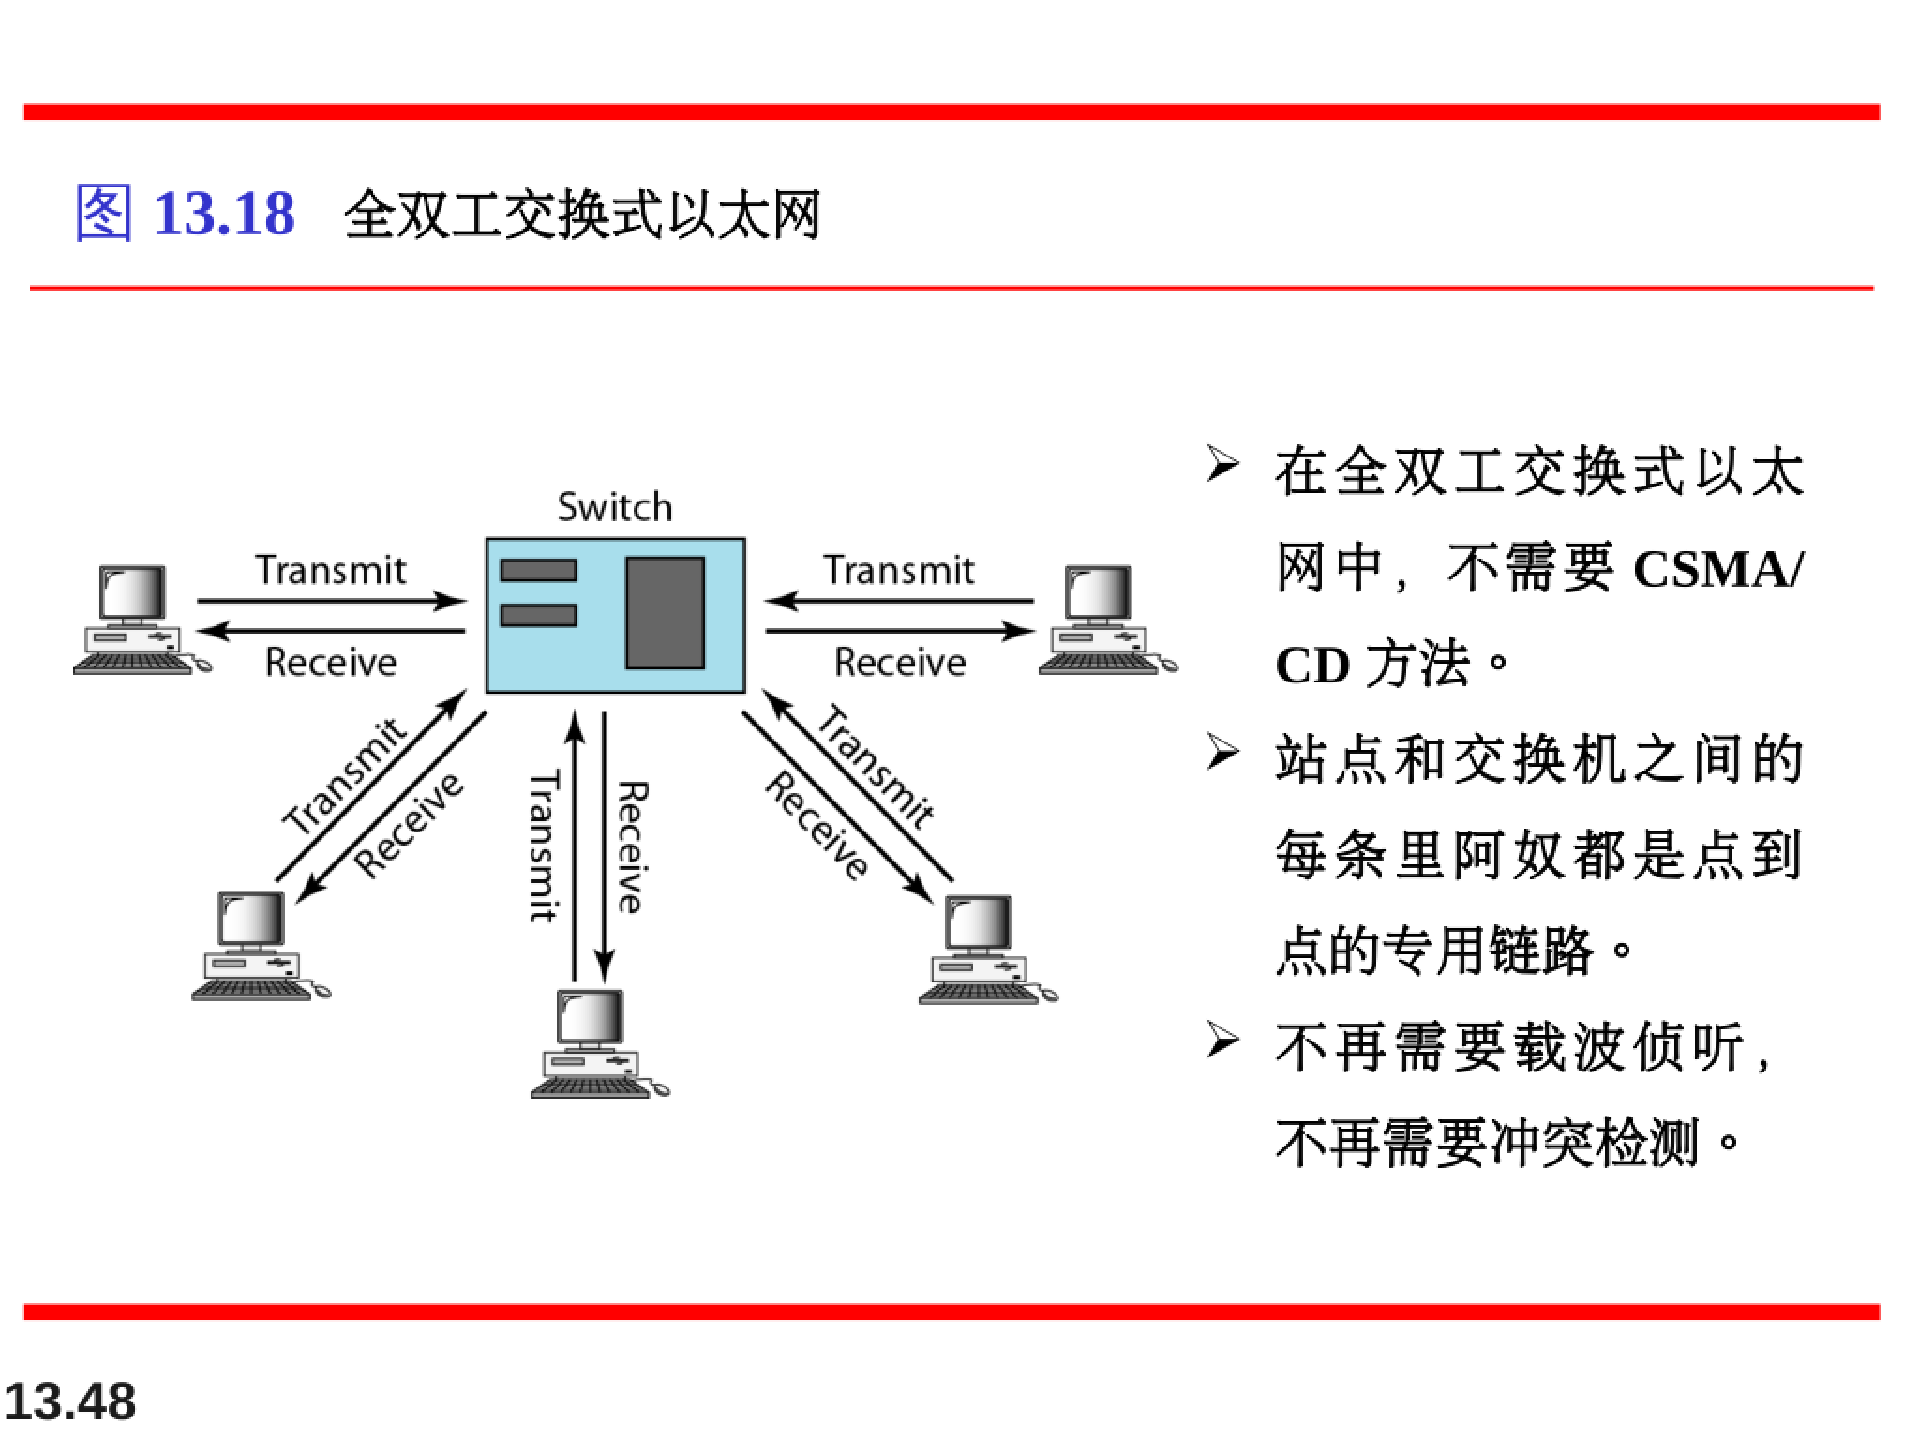 图 13.18 全双工交换式以太网
Switch
Transmit
Receive
Transmit
Receive
Transmit
Receive
Transmit
Receive
Transmit
Receive
在全双工交换式以太
网中，不需要 CSMA/
CD 方法。
站点和交换机之间的
每条里阿奴都是点到
点的专用链路。
不再需要载波侦听，
不再需要冲突检测。
13.48